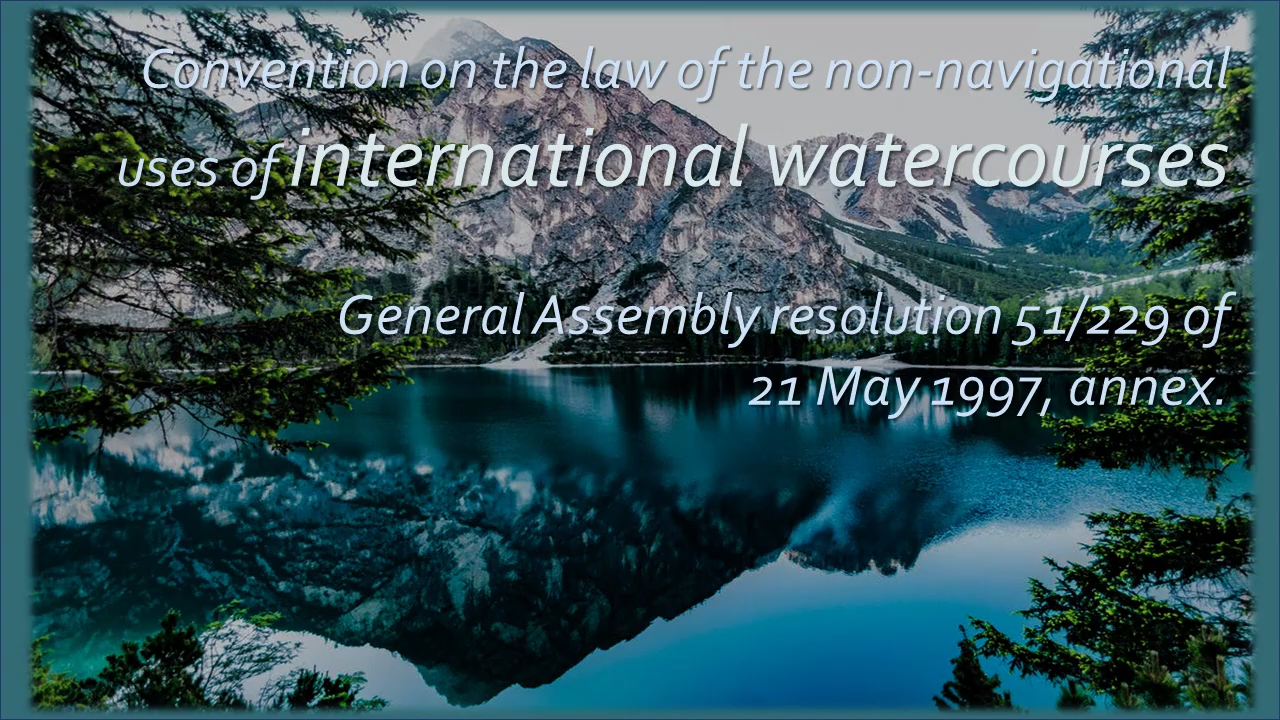 Convention on the law of the non-navigational
uses of international watercourses
General Assembly resolution 51/229 of
21 May 1997, annex.